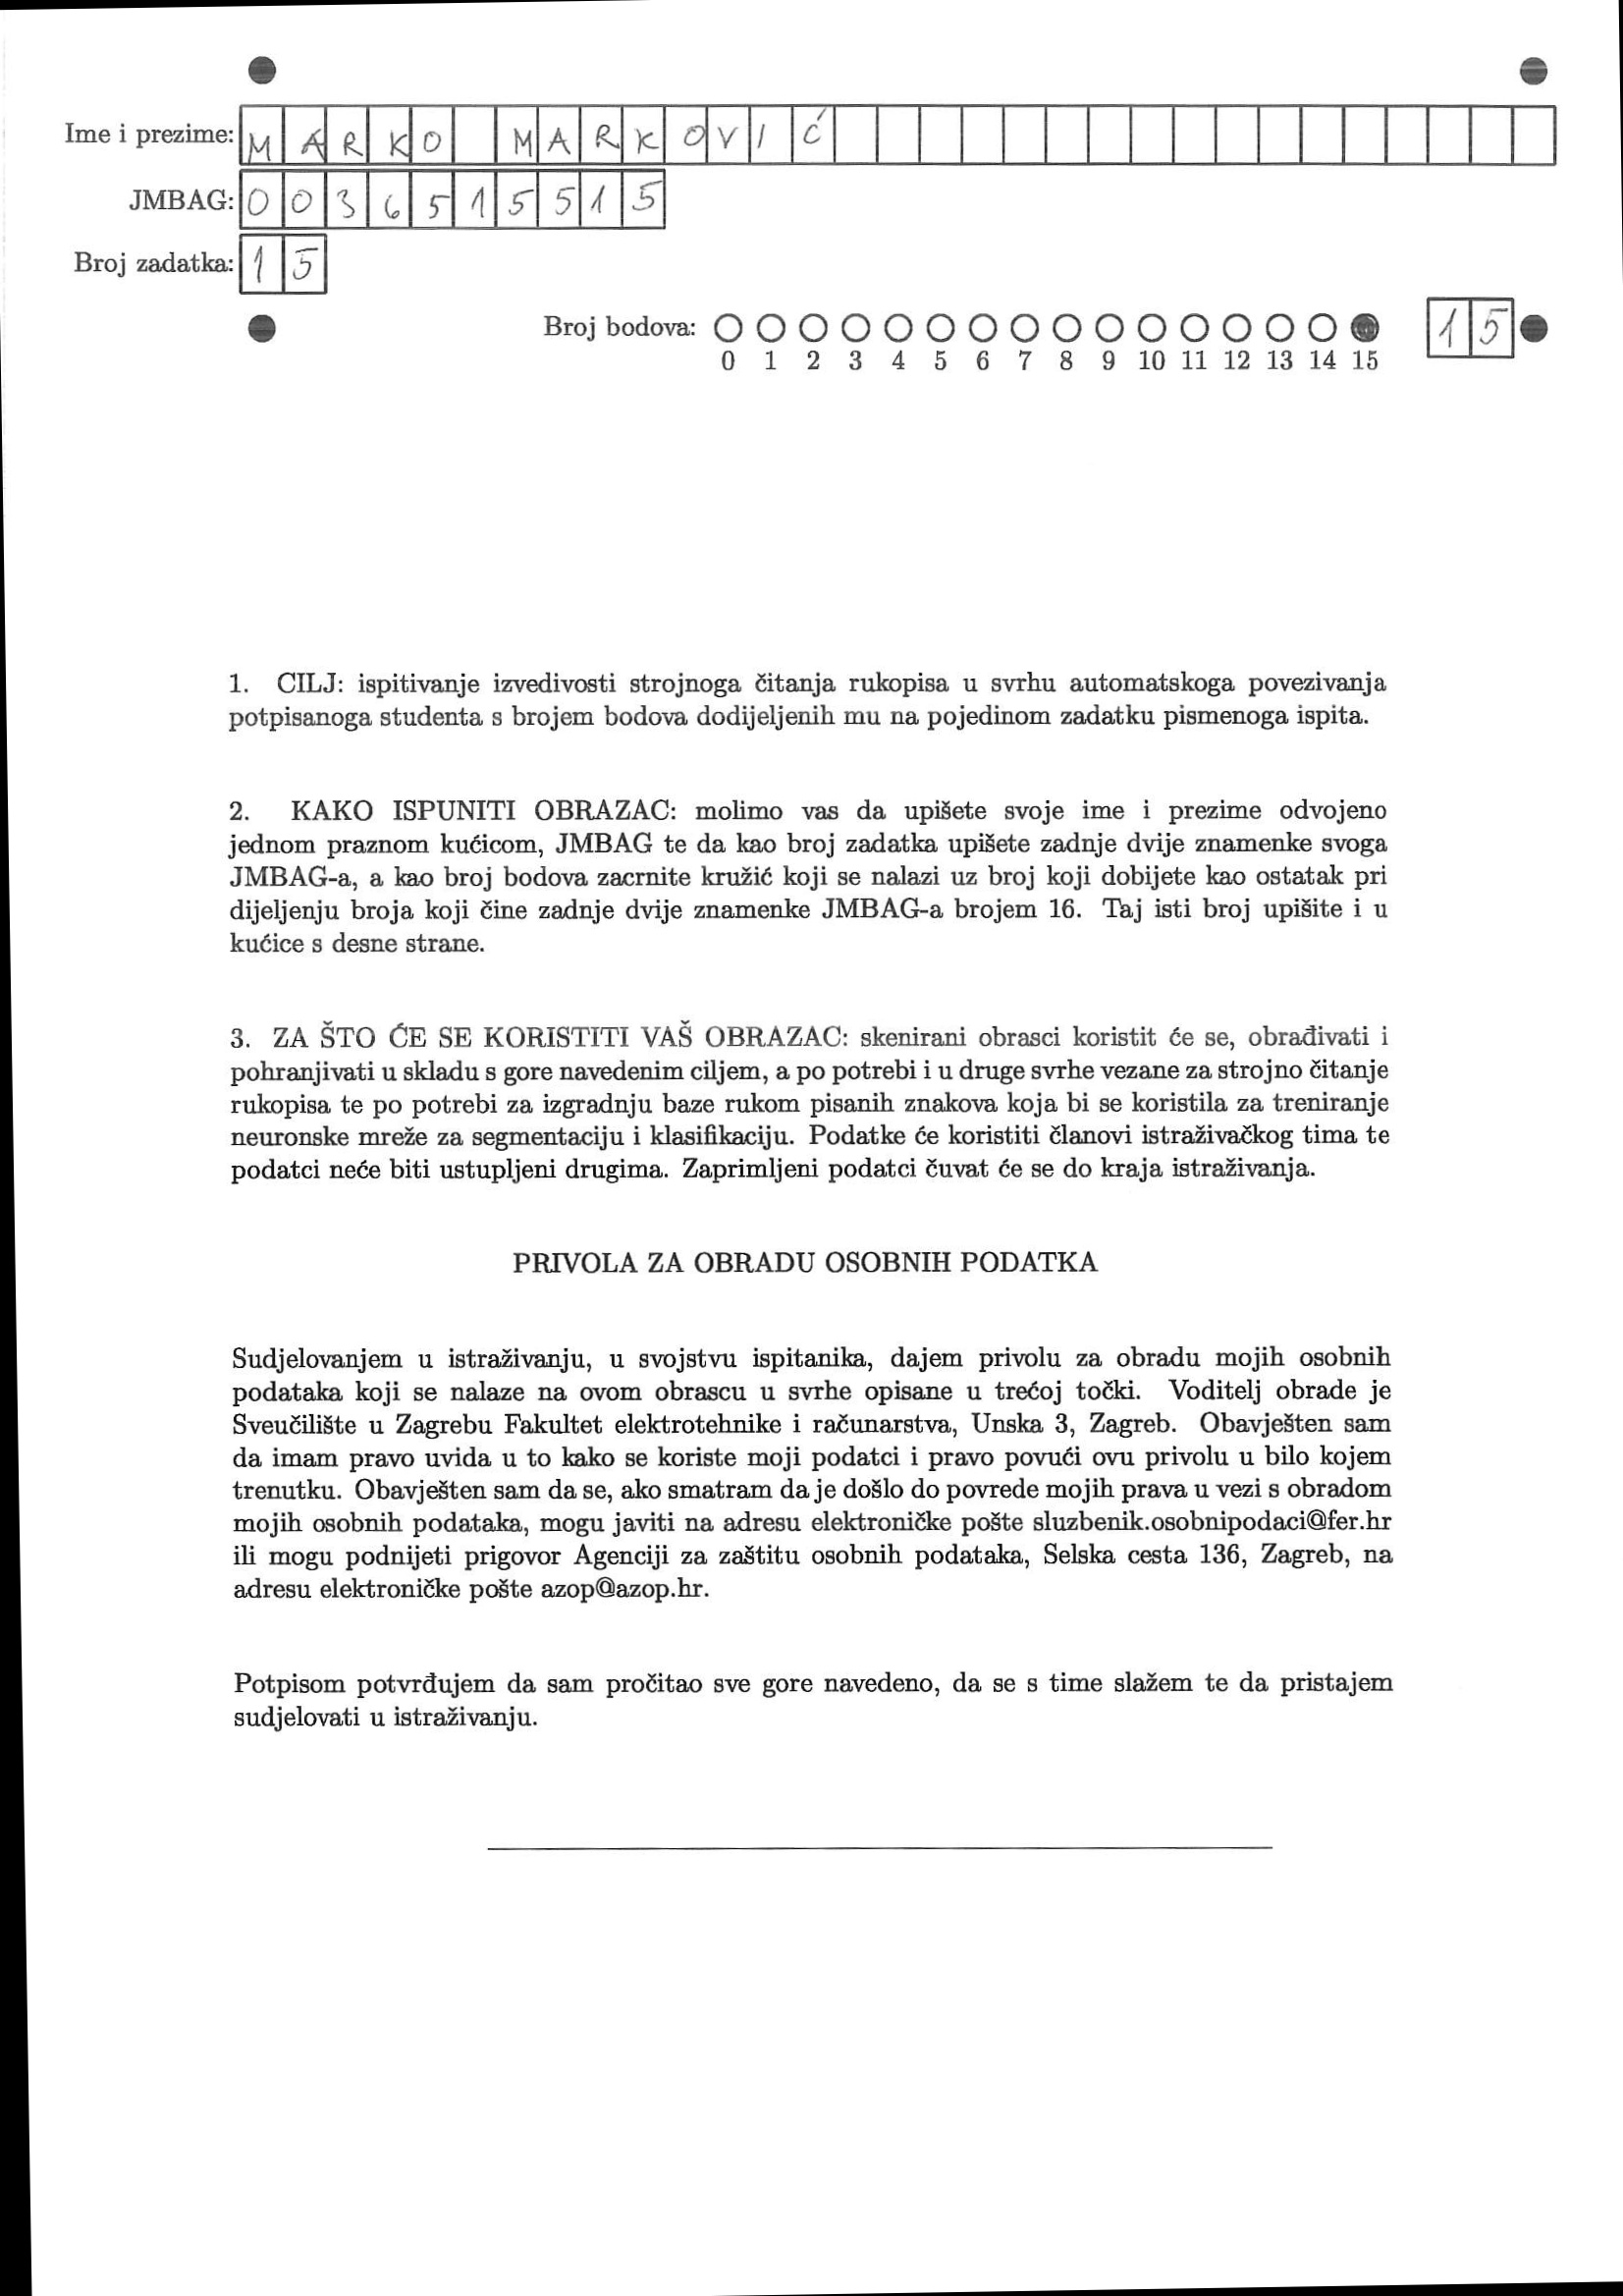 Ime i prezime: MARKO MARKOVIĆ
JMBAG: 0036515515
Broj zadatka: 15
Broj bodova: 15
0 1 2 3 4 5 6 7 8 9 10 11 12 13 14 15
1. CILJ: ispitivanje izvedivosti strojnoga čitanja rukopisa u svrhu automatskoga povezivanja
potpisanoga studenta s brojem bodova dodijeljenih mu na pojedinom zadatku pismenoga ispita.
2. KAKO ISPUNITI OBRAZAC: molimo vas da upišete svoje ime i prezime odvojeno
jednom praznom kućicom, JMBAG te da kao broj zadatka upišete zadnje dvije znamenke svoga
JMBAG-a, a kao broj bodova zacrnite kružić koji se nalazi uz broj koji dobijete kao ostatak pri
dijeljenju broja koji čine zadnje dvije znamenke JMBAG-a brojem 16. Taj isti broj upišite i u
kućice s desne strane.
3. ZA ŠTO ĆE SE KORISTITI VAŠ OBRAZAC: skenirani obrasci koristit će se, obrađivati i
pohranjivati u skladu s gore navedenim ciljem, a po potrebi i u druge svrhe vezane za strojno čitanje
rukopisa te po potrebi za izgradnju baze rukom pisanih znakova koja bi se koristila za treniranje
neuronske mreže za segmentaciju i klasifikaciju. Podatke će koristiti članovi istraživačkog tima te
podatci neće biti ustupljeni drugima. Zaprimljeni podatci čuvat će se do kraja istraživanja.
PRIVOLA ZA OBRADU OSOBNIH PODATKA
Sudjelovanjem u istraživanju, u svojstvu ispitanika, dajem privolu za obradu mojih osobnih
podataka koji se nalaze na ovom obrascu u svrhe opisane u trećoj točki. Voditelj obrade je
Sveučilište u Zagrebu Fakultet elektrotehnike i računarstva, Unska 3, Zagreb. Obavješten sam
da imam pravo uvida u to kako se koriste moji podatci i pravo povući ovu privolu u bilo kojem
trenutku. Obavješten sam da se, ako smatram da je došlo do povrede mojih prava u vezi s obradom
mojih osobnih podataka, mogu javiti na adresu elektroničke pošte sluzbenik.osobnipodaci@fer.hr
ili mogu podnijeti prigovor Agenciji za zaštitu osobnih podataka, Selska cesta 136, Zagreb, na
adresu elektroničke pošte azop@azop.hr.
Potpisom potvrđujem da sam pročitao sve gore navedeno, da se s time slažem te da pristajem
sudjelovati u istraživanju.